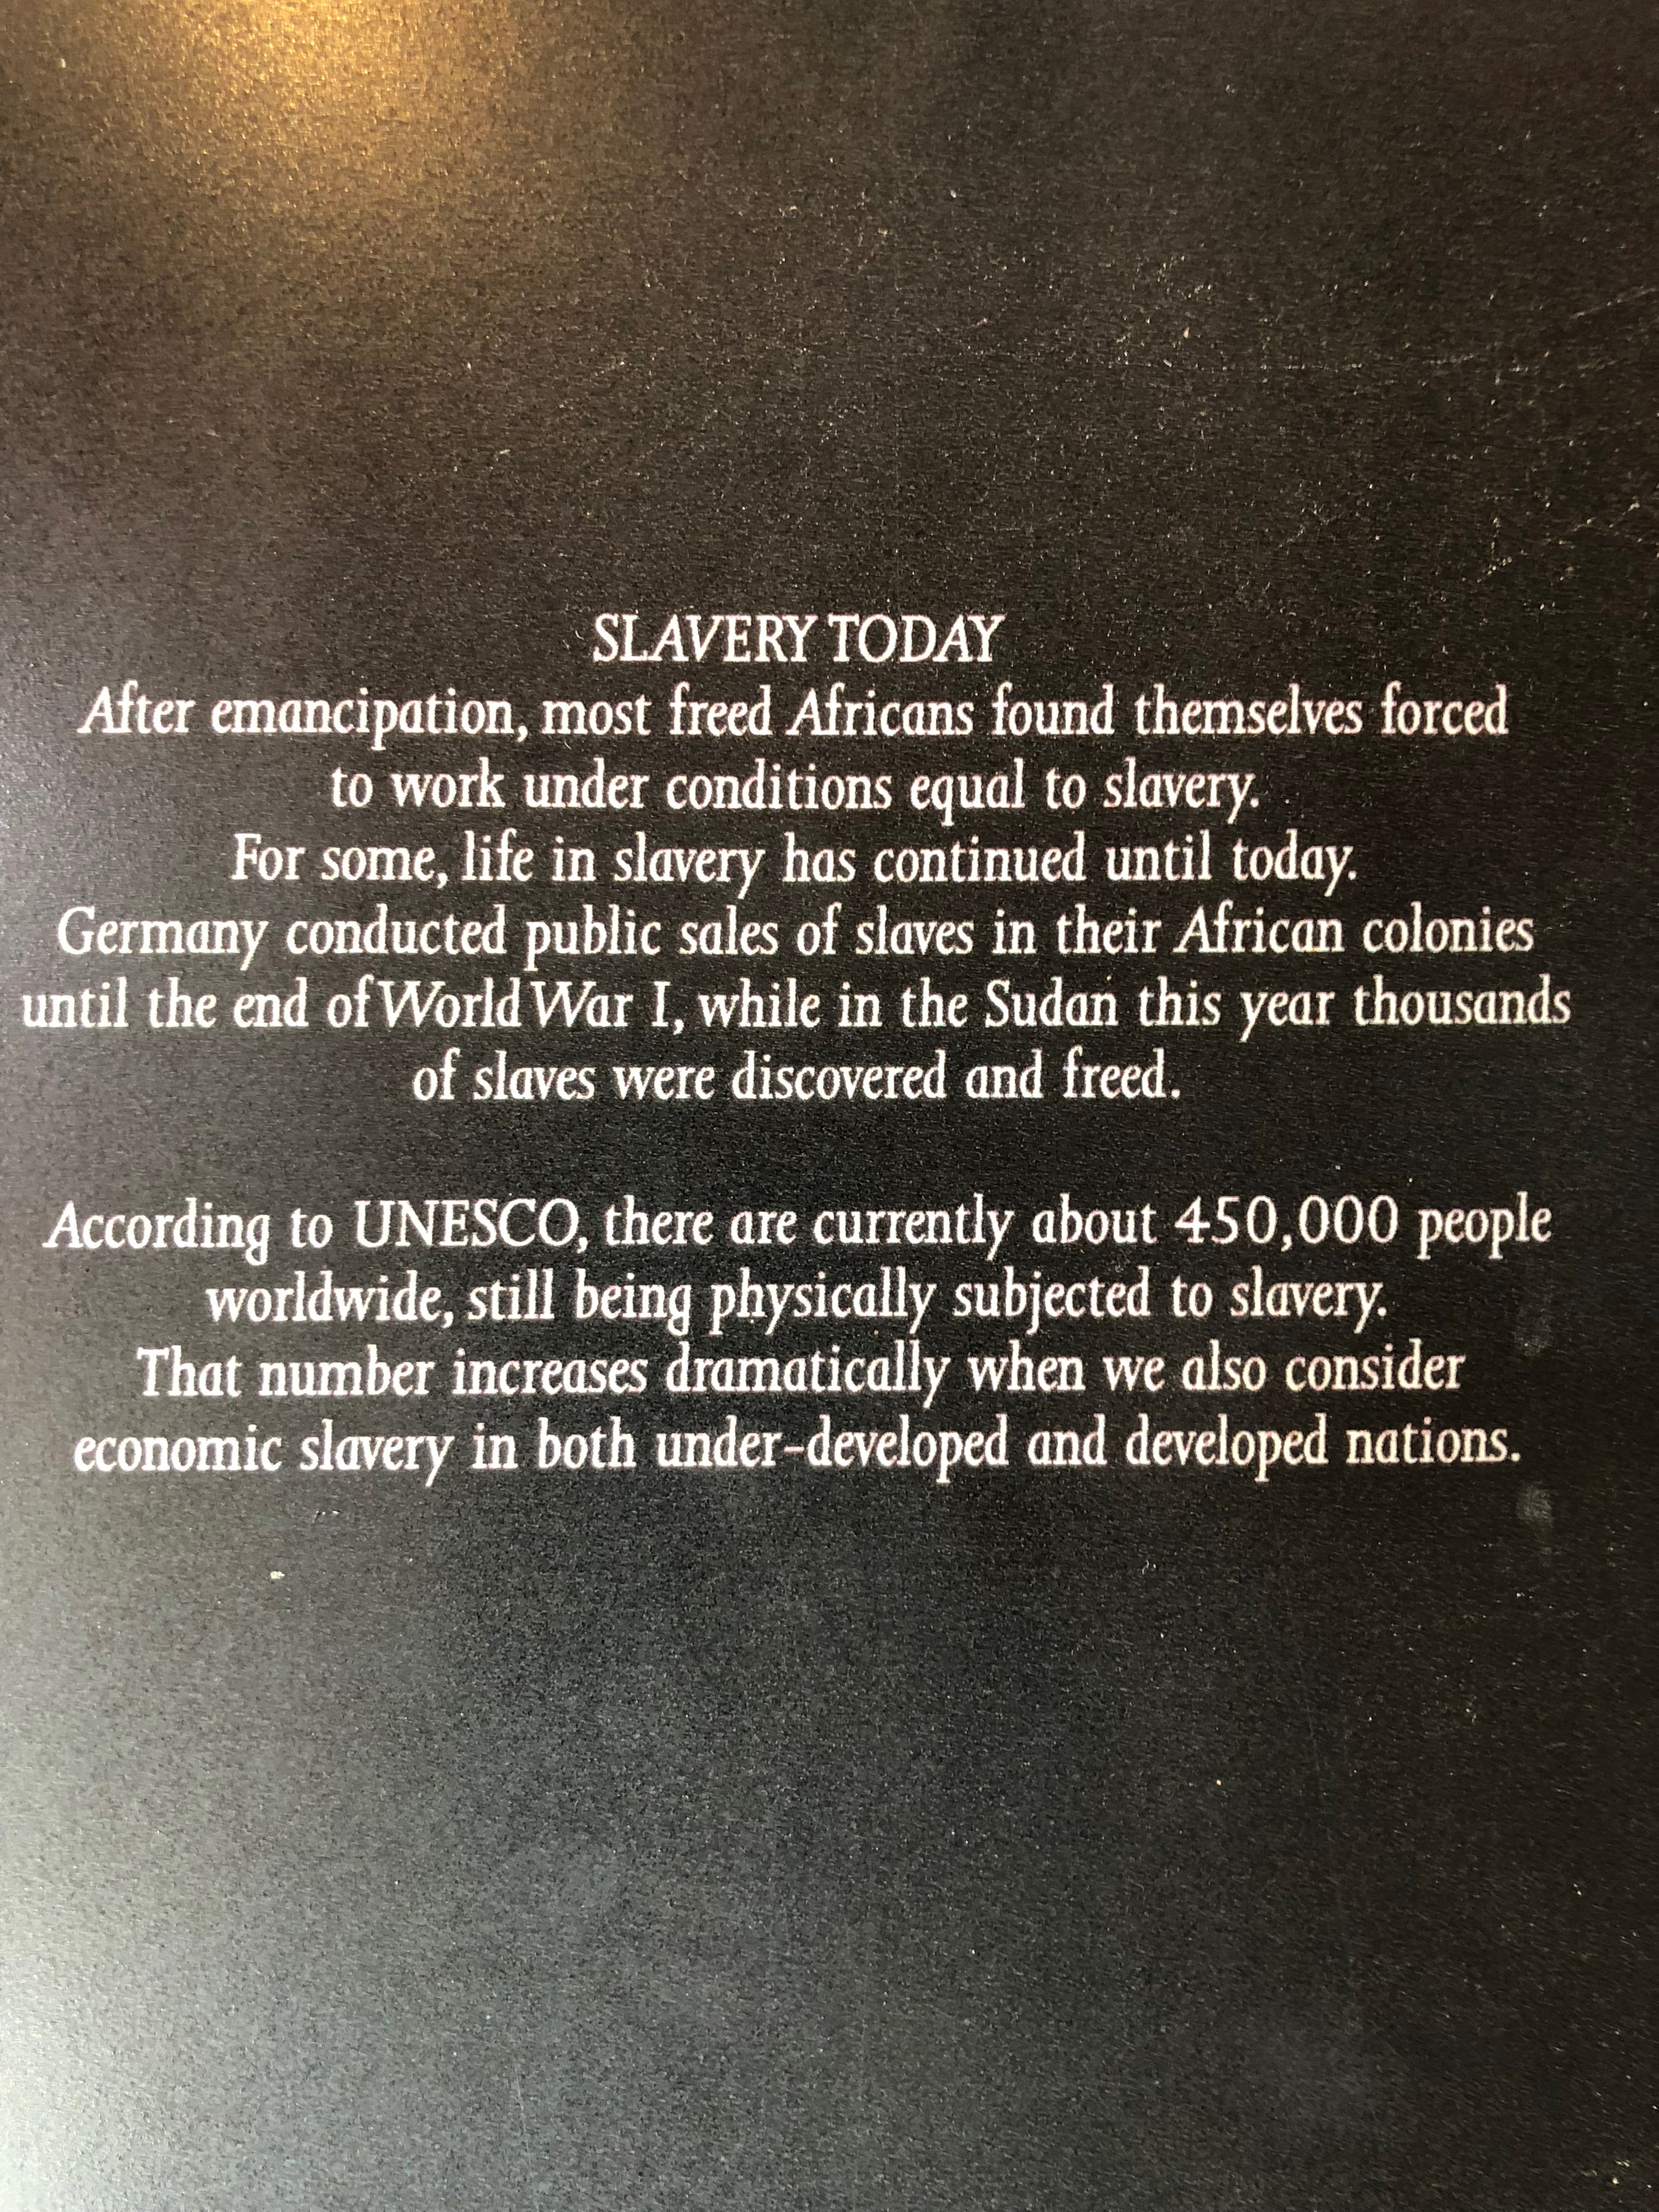 SLAVERY TODAY
After emancipation, most freed Africans found themselves forced
to work under conditions equal to slavery.
For some, life in slavery has continued until today.
Germany conducted public sales of slaves in their African colonies
until the end of World War I, while in the Sudan this year thousands
of slaves were discovered and freed.
According to UNESCO, there are currently about 450,000 people
worldwide, still being physically subjected to slavery.
That number increases dramatically when we also consider
economic slavery in both under-developed and developed nations.